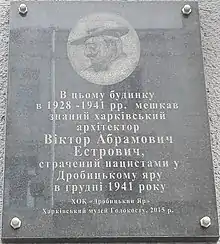 В цьому будинку
в 1928 -1941 рр. мешкав
знаний харківський
архітектор
Віктор Абрамович
Естрович,
страчений нацистами у
Дробицькому яру
в грудні 1941 року
ХОК «Дробицький Яр»
Харківський музей Голокосту, 2015 р.